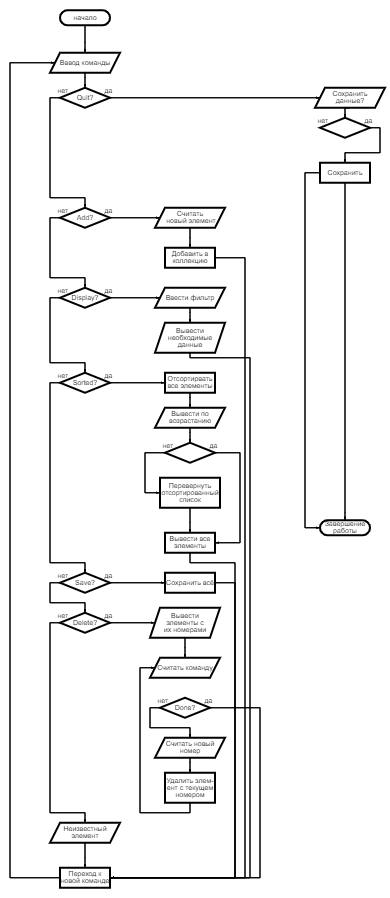 начало
Вввод команды
нет
Quit?
да
Сохранить
данные?
нет
да
Сохранить
нет
Add?
да
Считать
новый элемент
Добавить в
коллекцию
нет
Display?
да
Ввести фильтр
Вывести
необходимые
данные
нет
Sorted?
да
Отсортирвать
все элементы
Вывести по
возрастанию
нет
да
Перевернуть
отсортированный
список
Завершение
работы
Вывести все
элементы
нет
Save?
да
Сохранить всё
нет
Delete?
да
Вывести
элементы с
их номерами
Считать команду
нет
Done?
да
Считать новый
номер
Удалить элем-
ент с текущем
номером
Неизвестный
элемент
Переход к
новой команде